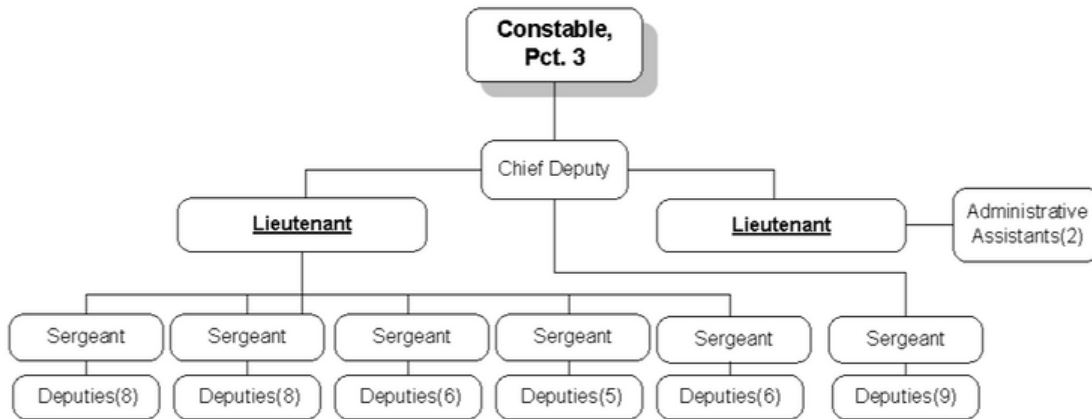 Constable,
Pct. 3
Chief Deputy
Lieutenant
Lieutenant
Administrative
Assistants(2)
Sergeant
Sergeant
Sergeant
Sergeant
Sergeant
Sergeant
Deputies(8)
Deputies(8)
Deputies(6)
Deputies(5)
Deputies(6)
Deputies(9)